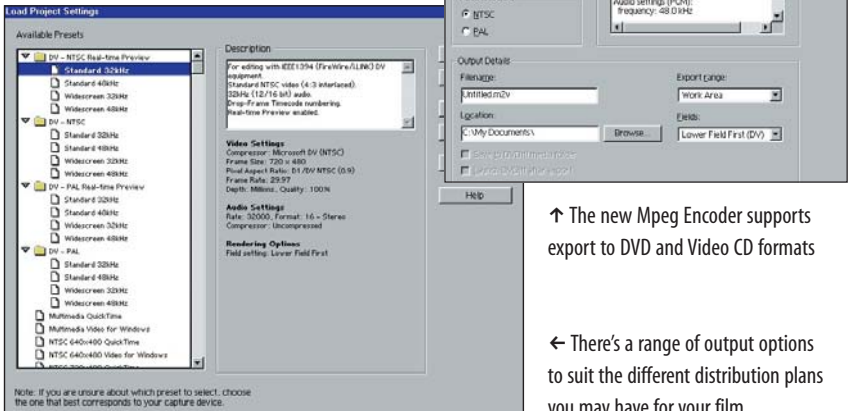 Load Project Settings
Available Presets
DV - NTSC Real-time Preview
Standard 32kHz
Standard 48kHz
Widescreen 32kHz
Widescreen 48kHz
DV - NTSC
Standard 32kHz
Standard 48kHz
Widescreen 32kHz
Widescreen 48kHz
DV - PAL Real-time Preview
Standard 32kHz
Standard 48kHz
Widescreen 32kHz
Widescreen 48kHz
DV - PAL
Standard 32kHz
Standard 48kHz
Widescreen 32kHz
Widescreen 48kHz
Multimedia QuickTime
Multimedia Video for Windows
NTSC 640x480 QuickTime
NTSC 640x480 Video for Windows
Note: If you are unsure about which preset to select, choose
the one that best corresponds to your capture device.
Description
For editing with IEEE1394 (FireWire/i.LINK) DV
equipment.
Standard NTSC video (4:3 interlaced).
32kHz (12/16 bit) audio.
Drop-Frame Timecode numbering.
Real-time Preview enabled.
Video Settings
Compressor: Microsoft DV (NTSC)
Frame Size: 720 x 480
Pixel Aspect Ratio: D1/DV NTSC (0.9)
Frame Rate: 29.97
Depth: Millions, Quality: 100%
Audio Settings
Rate: 32000, Format: 16 - Stereo
Compressor: Uncompressed
Rendering Options
Field setting: Lower Field First
Help
NTSC
PAL
Audio settings (PCM):
frequency: 48.0 kHz
Output Details
Filename:
Untitled.m2v
Location:
C:\My Documents\
Browse...
Export range:
Work Area
Fields:
Lower Field First (DV)
↑ The new Mpeg Encoder supports
export to DVD and Video CD formats
← There's a range of output options
to suit the different distribution plans
you may have for your film